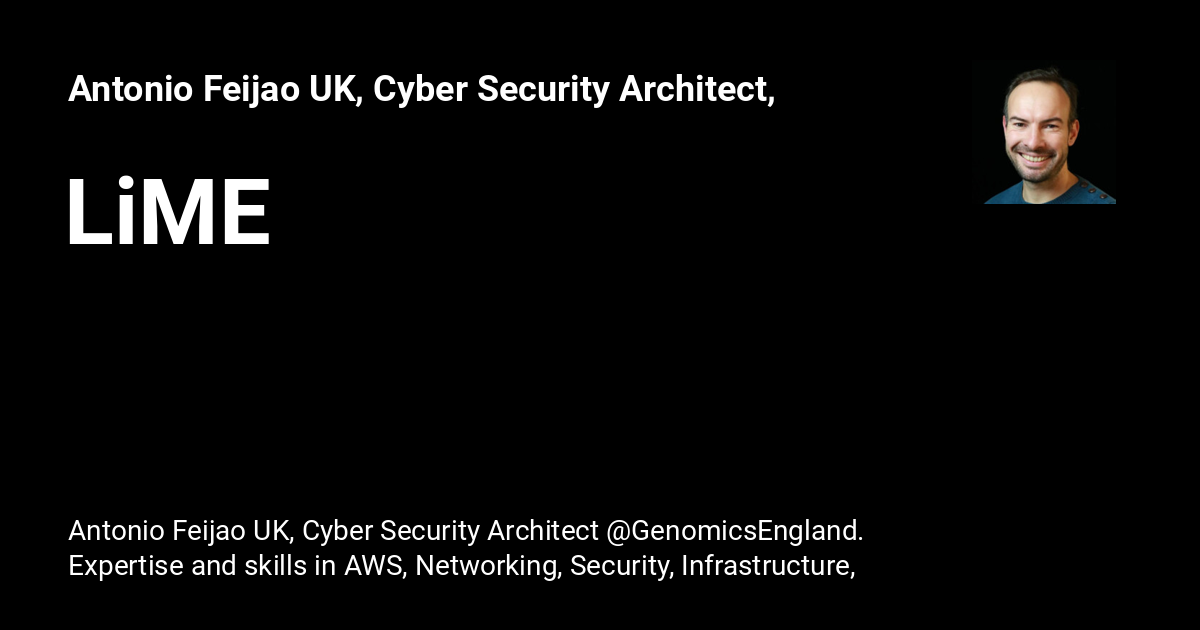 Antonio Feijao UK, Cyber Security Architect,
LiME
Antonio Feijao UK, Cyber Security Architect @GenomicsEngland.
Expertise and skills in AWS, Networking, Security, Infrastructure,